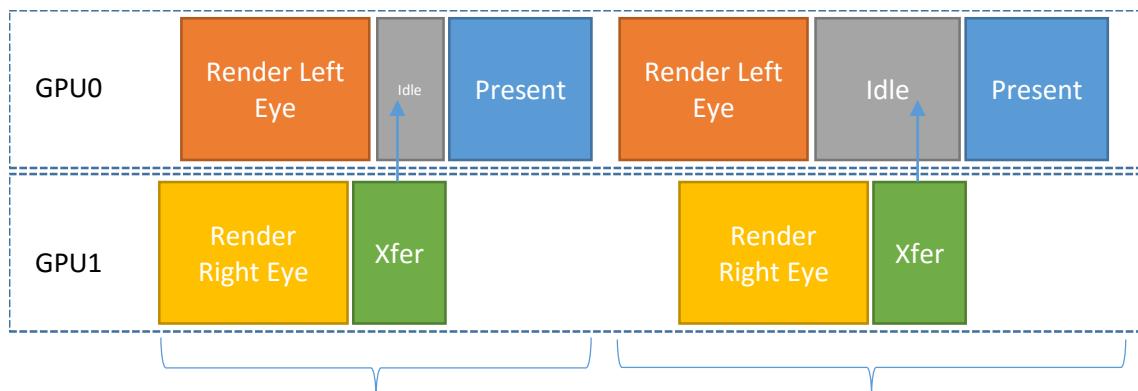 GPU0
Render Left
Eye
Idle
Present
Render Left
Eye
Idle
Present
GPU1
Render
Right Eye
Xfer
Render
Right Eye
Xfer